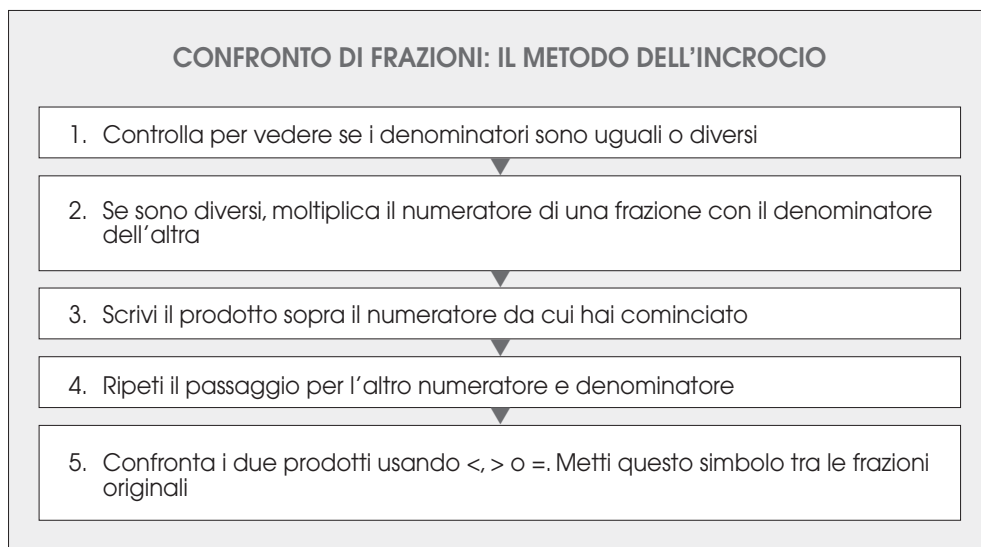 CONFRONTO DI FRAZIONI: IL METODO DELL'INCROCIO
1. Controlla per vedere se i denominatori sono uguali o diversi
2. Se sono diversi, moltiplica il numeratore di una frazione con il denominatore
dell'altra
3. Scrivi il prodotto sopra il numeratore da cui hai cominciato
4. Ripeti il passaggio per l'altro numeratore e denominatore
5. Confronta i due prodotti usando <, > o =. Metti questo simbolo tra le frazioni
originali